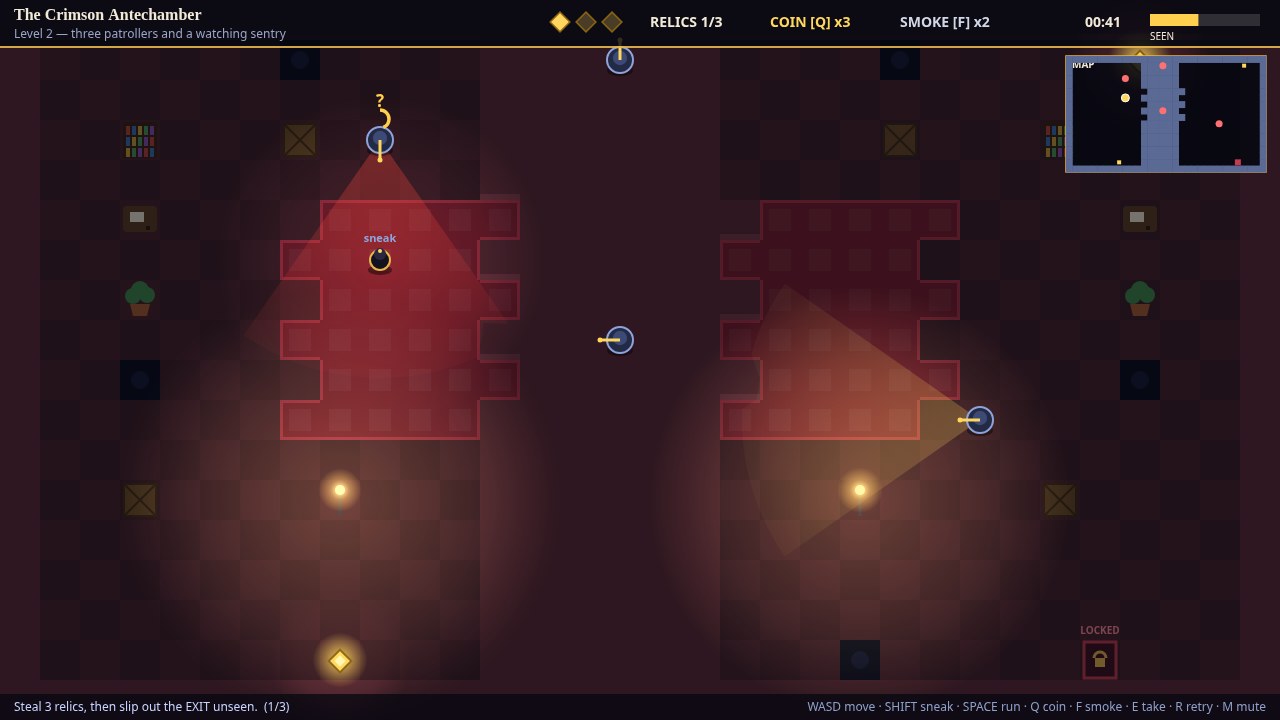 The Crimson Antechamber
Level 2 — three patrollers and a watching sentry
RELICS 1/3
COIN [Q] x3
SMOKE [F] x2
00:41
SEEN
MAP
?
sneak
LOCKED
Steal 3 relics, then slip out the EXIT unseen. (1/3)
WASD move · SHIFT sneak · SPACE run · Q coin · F smoke · E take · R retry · M mute